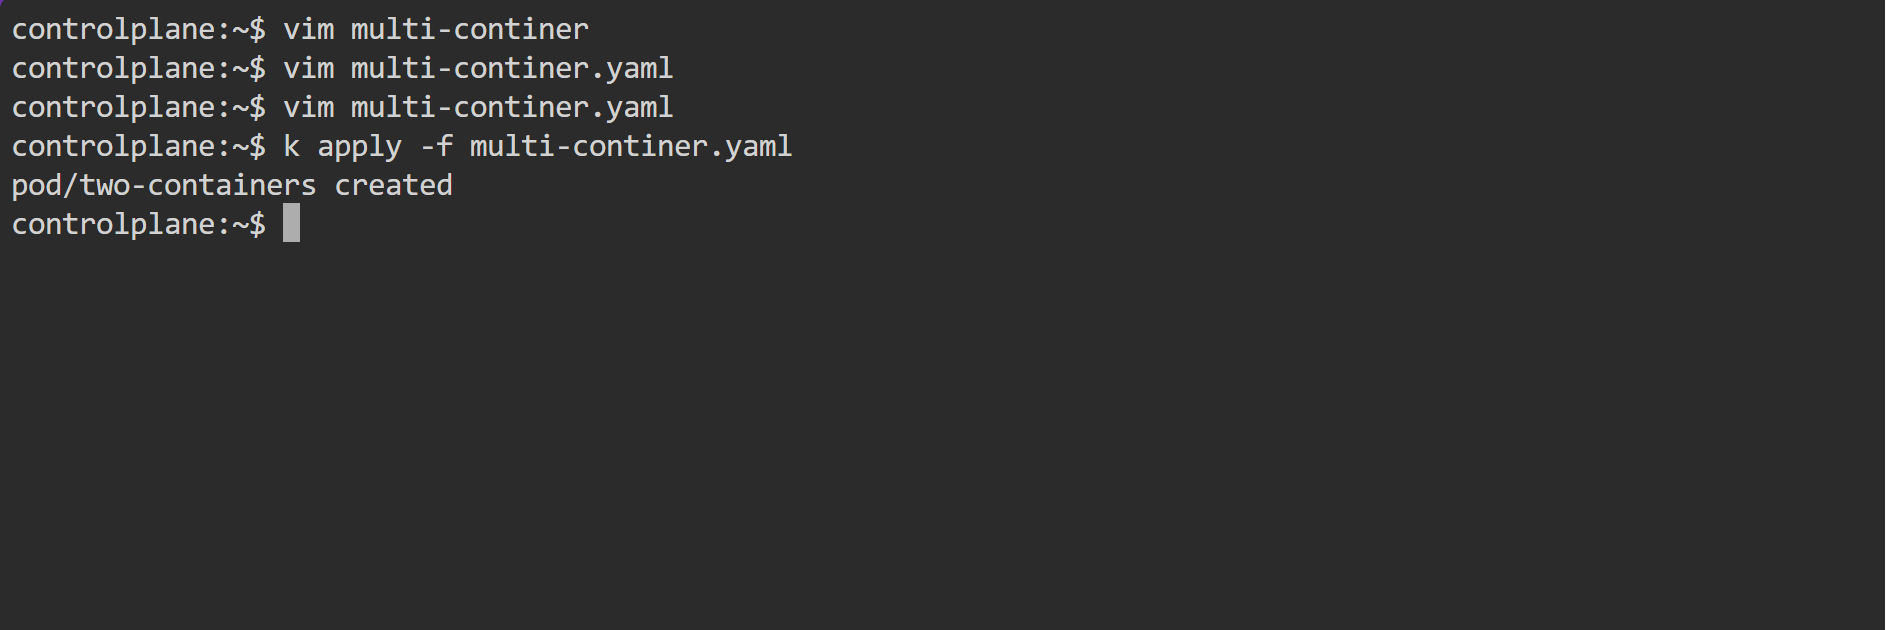 controlplane:~$ vim multi-continer
controlplane:~$ vim multi-continer.yaml
controlplane:~$ vim multi-continer.yaml
controlplane:~$ k apply -f multi-continer.yaml
pod/two-containers created
controlplane:~$